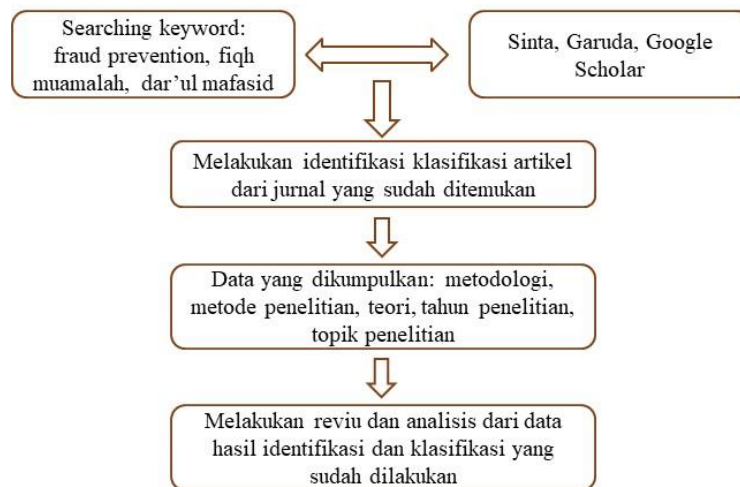 Searching keyword:
fraud prevention, fiqh
muamalah, dar'ul mafasid
Sinta, Garuda, Google
Scholar
Melakukan identifikasi klasifikasi artikel
dari jurnal yang sudah ditemukan
Data yang dikumpulkan: metodologi,
metode penelitian, teori, tahun penelitian,
topik penelitian
Melakukan reviu dan analisis dari data
hasil identifikasi dan klasifikasi yang
sudah dilakukan